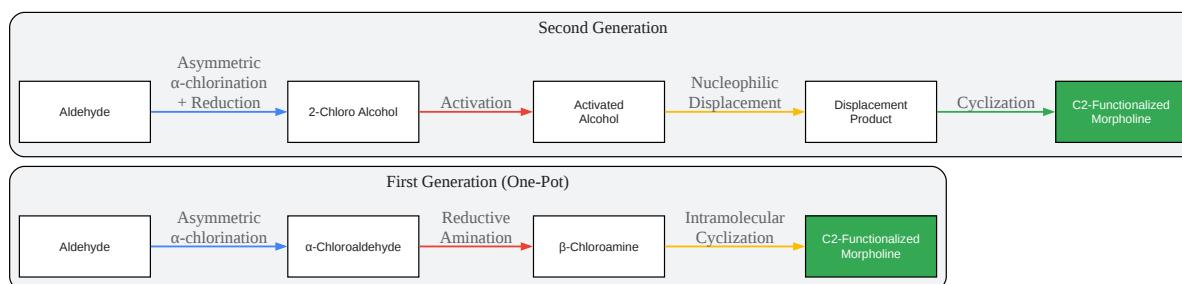 Second Generation
Aldehyde
Asymmetric
α-chlorination
+ Reduction
2-Chloro Alcohol
Activation
Activated
Alcohol
Nucleophilic
Displacement
Displacement
Product
Cyclization
C2-Functionalized
Morpholine
First Generation (One-Pot)
Aldehyde
Asymmetric
α-chlorination
α-Chloroaldehyde
Reductive
Amination
β-Chloroamine
Intramolecular
Cyclization
C2-Functionalized
Morpholine